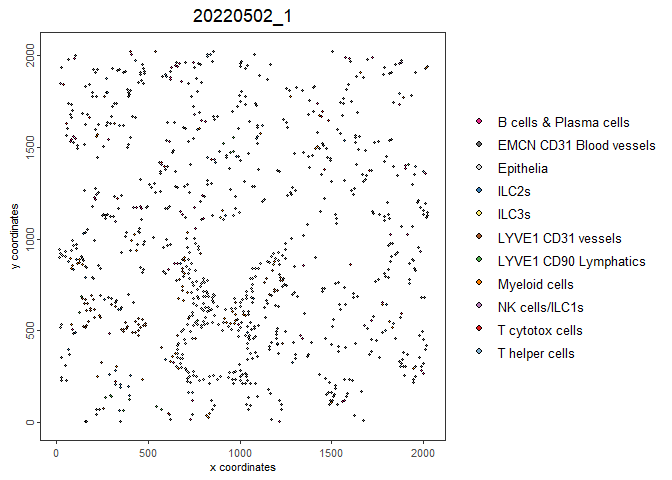 20220502_1
2000
1500
1000
500
0
y coordinates
0 500 1000 1500 2000
x coordinates
B cells & Plasma cells
EMCN CD31 Blood vessels
Epithelia
ILC2s
ILC3s
LYVE1 CD31 vessels
LYVE1 CD90 Lymphatics
Myeloid cells
NK cells/ILC1s
T cytotox cells
T helper cells